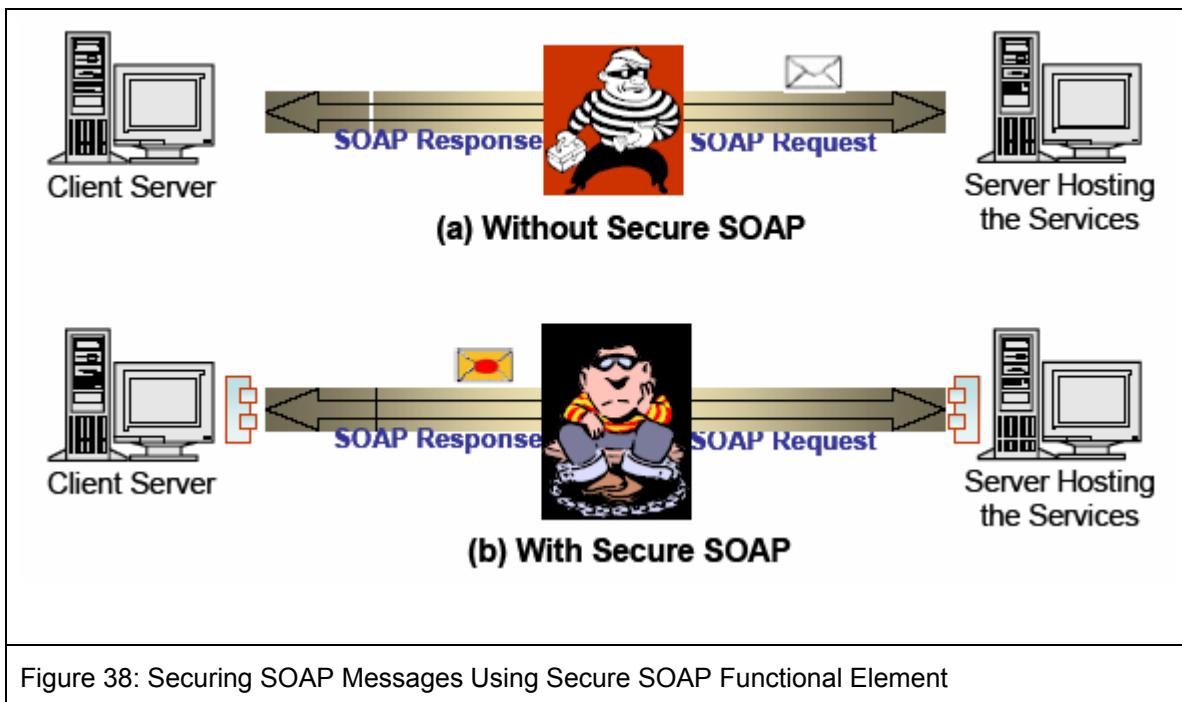 SOAP Response
SOAP Request
Client Server
Server Hosting
the Services
(a) Without Secure SOAP
SOAP Response
SOAP Request
Client Server
Server Hosting
the Services
(b) With Secure SOAP
Figure 38: Securing SOAP Messages Using Secure SOAP Functional Element